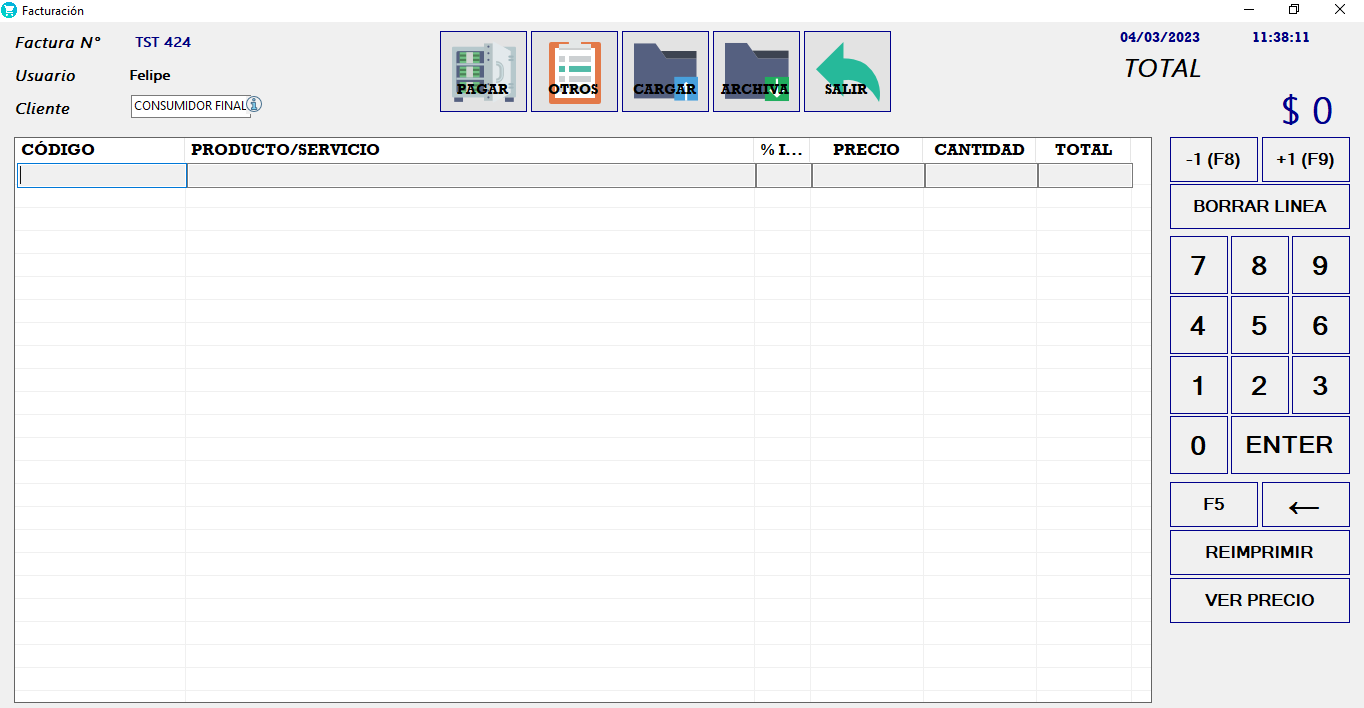 Facturación
Factura N° TST 424
Usuario Felipe
Cliente CONSUMIDOR FINAL
PAGAR OTROS CARGAR ARCHIVA SALIR
04/03/2023 11:38:11
TOTAL
$ 0
CÓDIGO PRODUCTO/SERVICIO % I... PRECIO CANTIDAD TOTAL
-1 (F8) +1 (F9)
BORRAR LINEA
7 8 9
4 5 6
1 2 3
0 ENTER
F5 ←
REIMPRIMIR
VER PRECIO